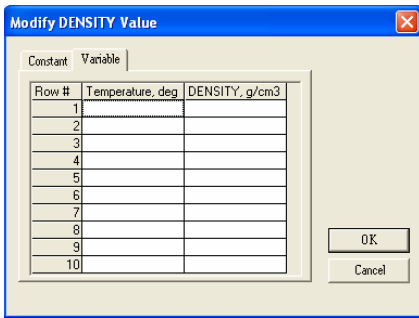 Modify DENSITY Value
Constant Variable
Row # Temperature, deg DENSITY, g/cm3
1
2
3
4
5
6
7
8
9
10
OK
Cancel